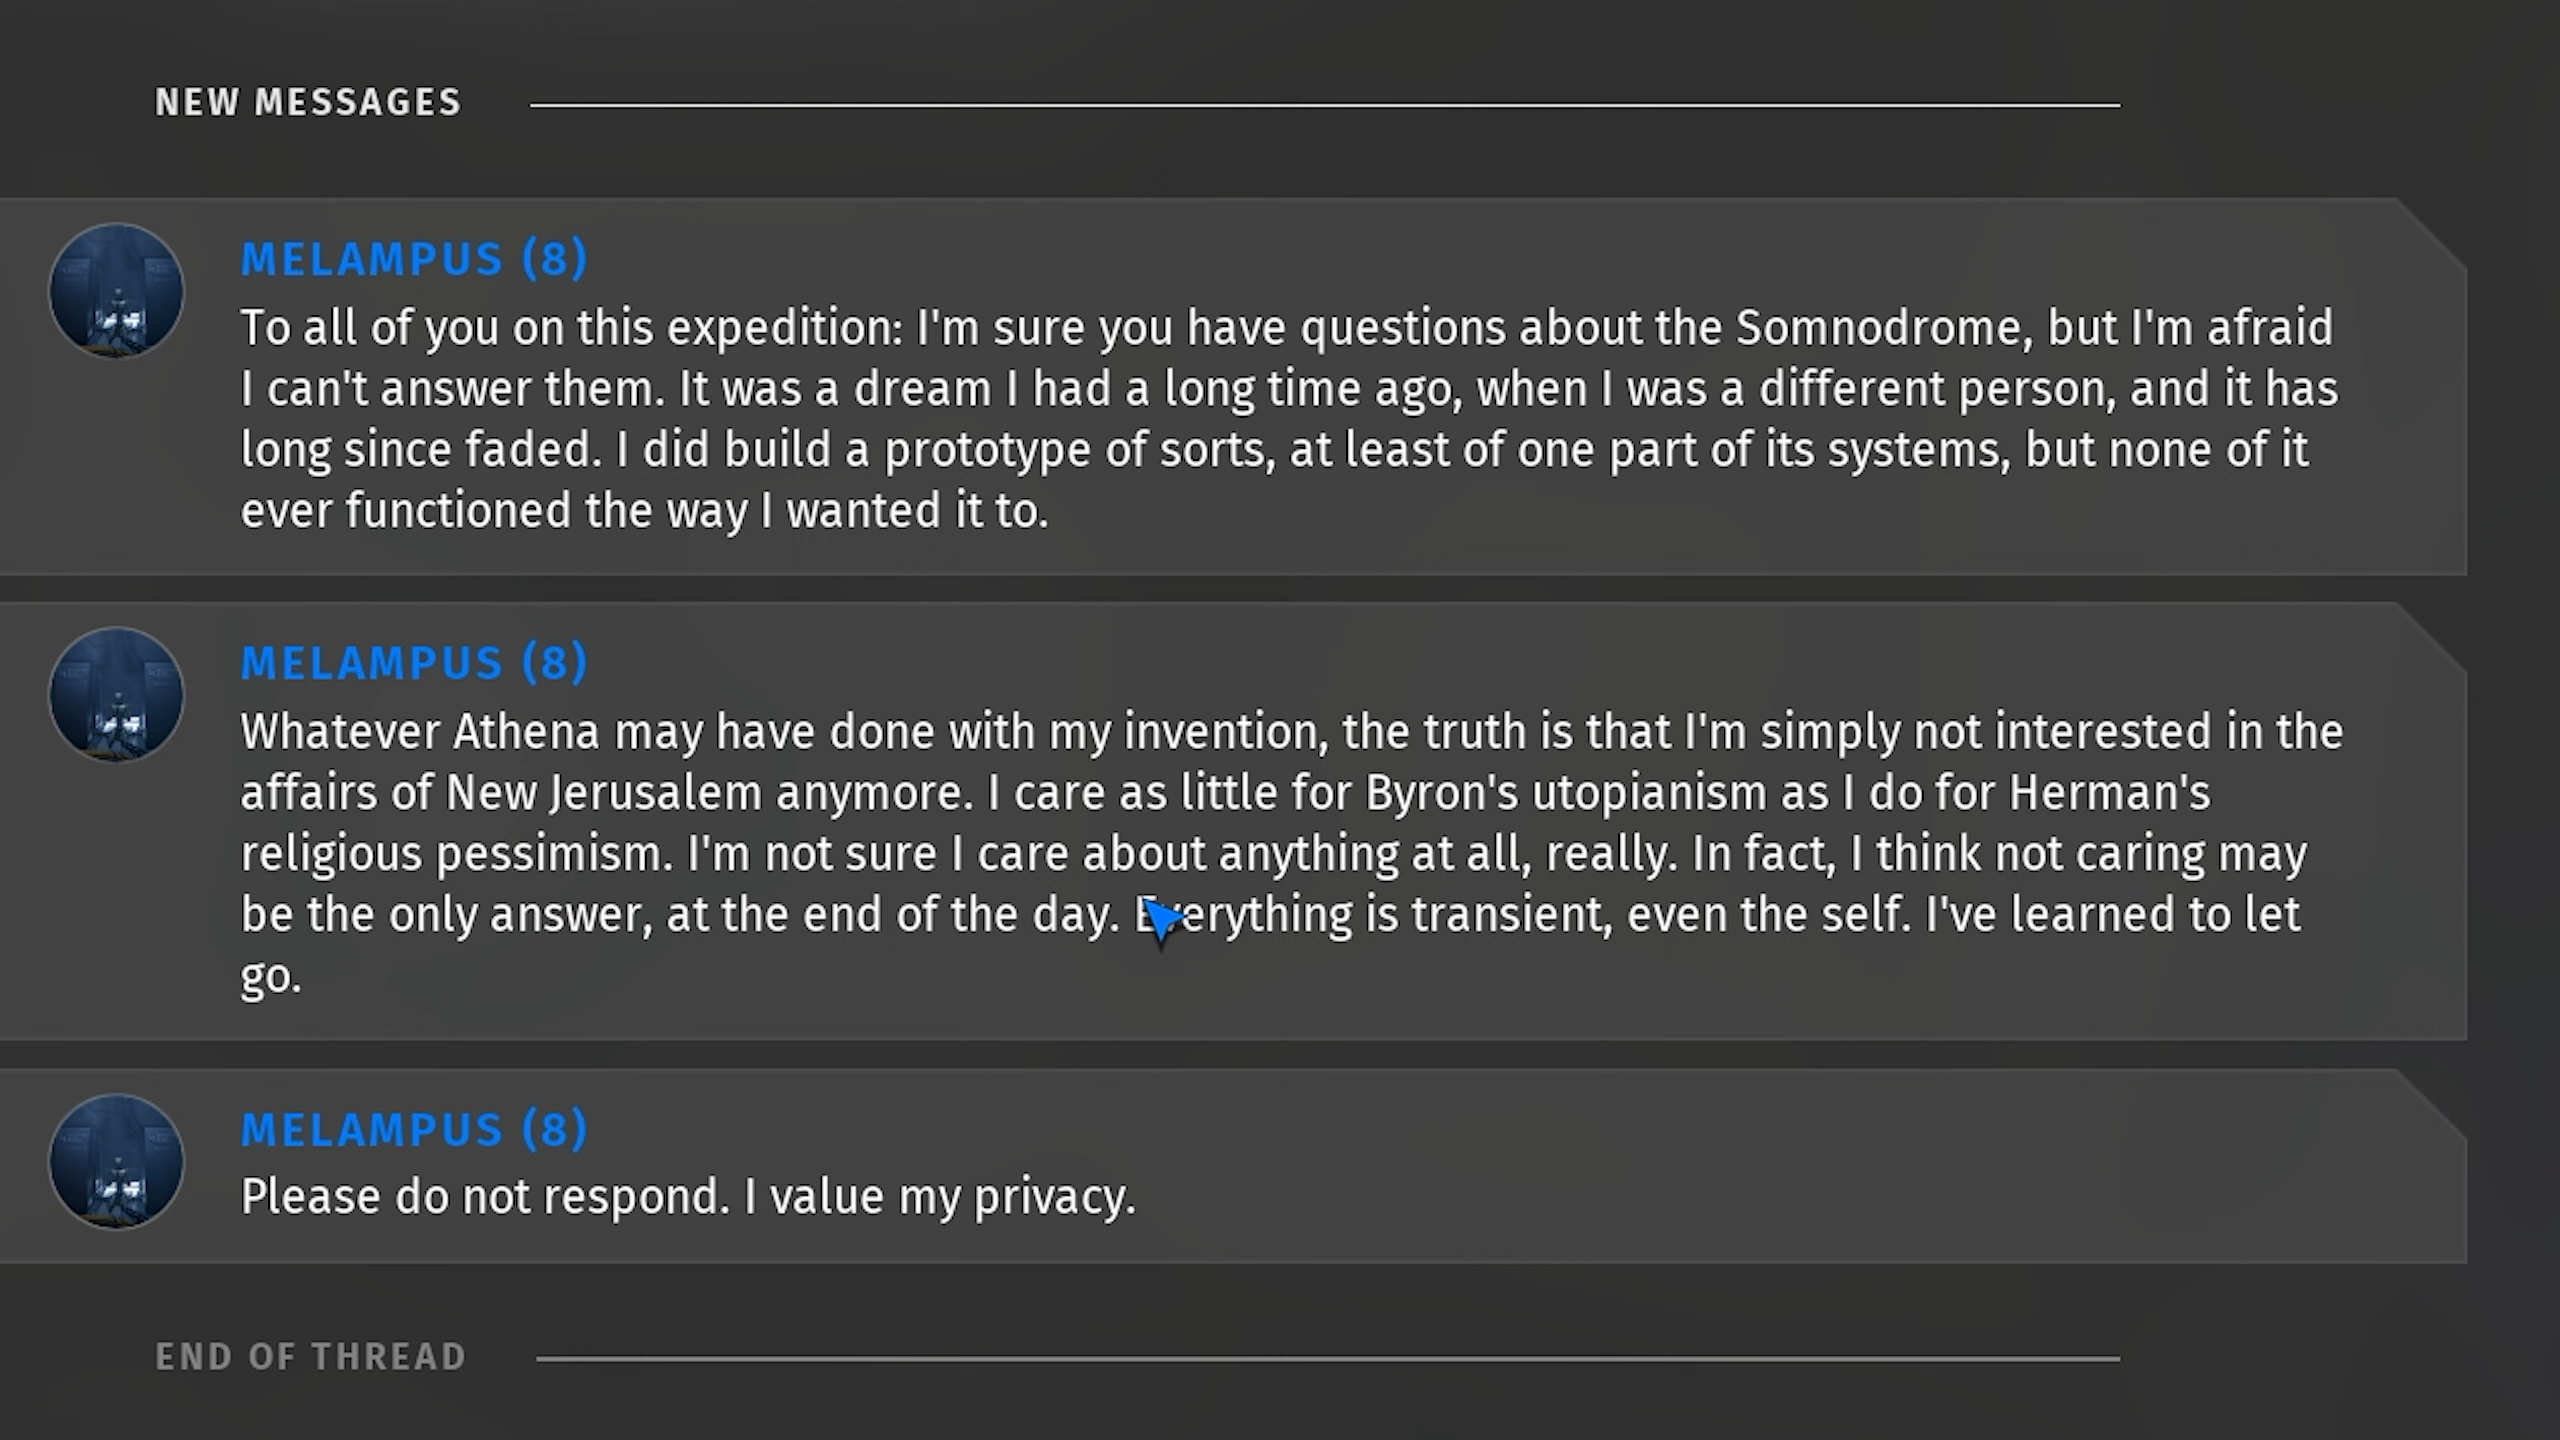 NEW MESSAGES
MELAMPUS (8)
To all of you on this expedition: I'm sure you have questions about the Somnodrome, but I'm afraid
I can't answer them. It was a dream I had a long time ago, when I was a different person, and it has
long since faded. I did build a prototype of sorts, at least of one part of its systems, but none of it
ever functioned the way I wanted it to.
MELAMPUS (8)
Whatever Athena may have done with my invention, the truth is that I'm simply not interested in the
affairs of New Jerusalem anymore. I care as little for Byron's utopianism as I do for Herman's
religious pessimism. I'm not sure I care about anything at all, really. In fact, I think not caring may
be the only answer, at the end of the day. Everything is transient, even the self. I've learned to let
go.
MELAMPUS (8)
Please do not respond. I value my privacy.
END OF THREAD